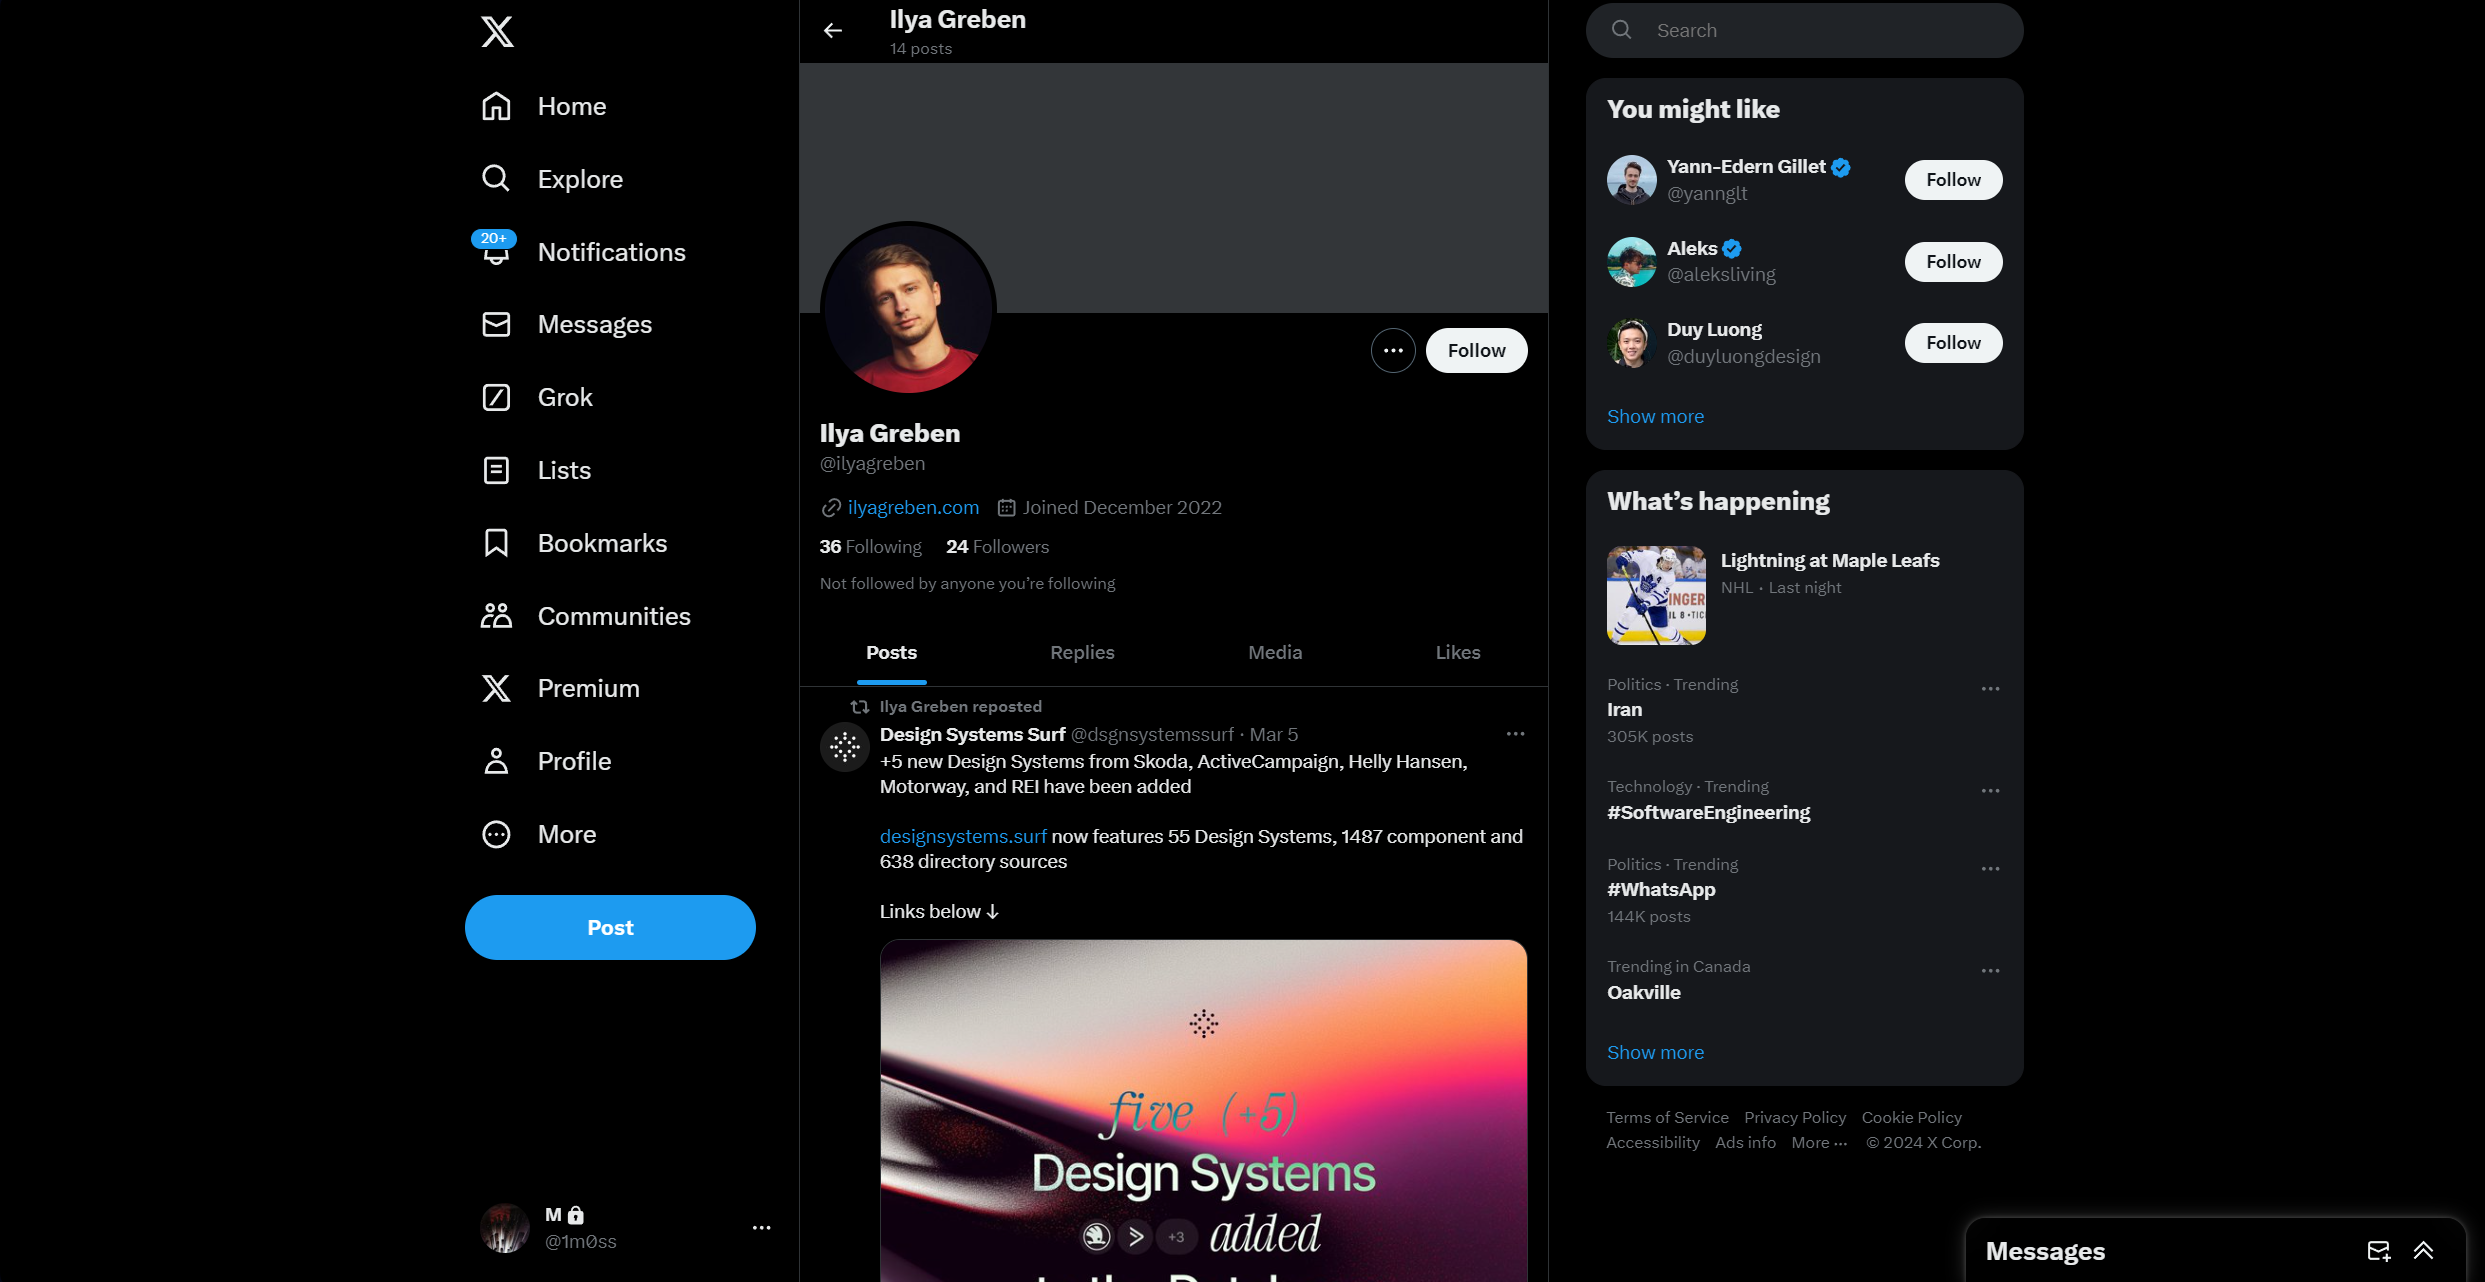 Home
Explore
20+
Notifications
Messages
Grok
Lists
Bookmarks
Communities
Premium
Profile
More
Post
M
@1m0ss
Ilya Greben
14 posts
Follow
Ilya Greben
@ilyagreben
ilyagreben.com Joined December 2022
36 Following 24 Followers
Not followed by anyone you’re following
Posts Replies Media Likes
Ilya Greben reposted
Design Systems Surf @dsgnsystemssurf · Mar 5
+5 new Design Systems from Skoda, ActiveCampaign, Helly Hansen,
Motorway, and REI have been added
designsystems.surf now features 55 Design Systems, 1487 component and
638 directory sources
Links below ↓
five (+5)
Design Systems
+3 added
Search
You might like
Yann-Edern Gillet
@yannglt
Follow
Aleks
@aleksliving
Follow
Duy Luong
@duyluongdesign
Follow
Show more
What’s happening
Lightning at Maple Leafs
NHL · Last night
Politics · Trending
Iran
305K posts
Technology · Trending
#SoftwareEngineering
Politics · Trending
#WhatsApp
144K posts
Trending in Canada
Oakville
Show more
Terms of Service Privacy Policy Cookie Policy
Accessibility Ads info More ··· © 2024 X Corp.
Messages